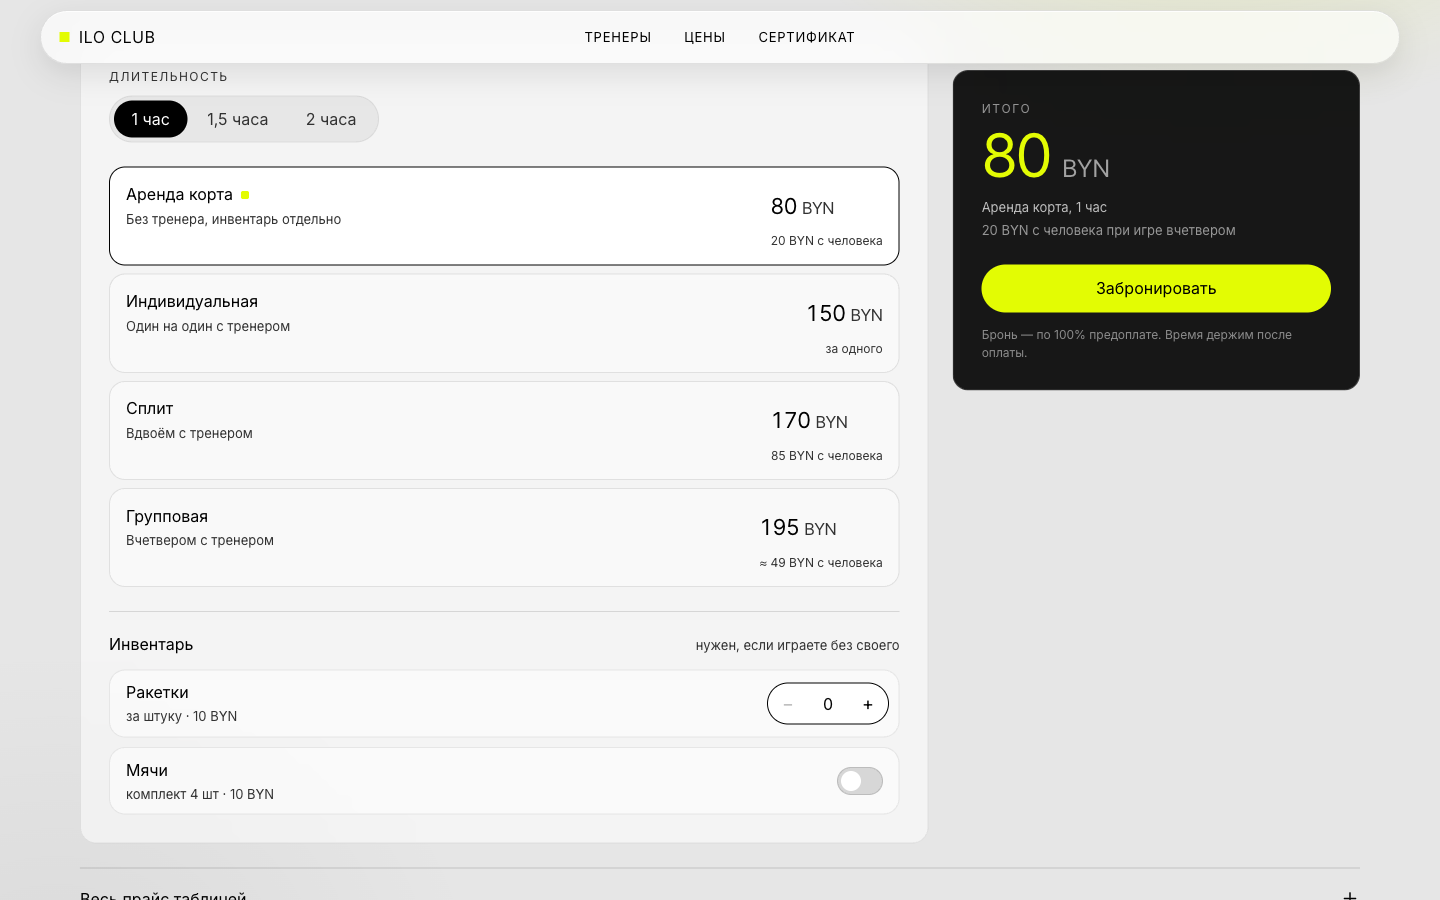 ILO CLUB
ТРЕНЕРЫ
ЦЕНЫ
СЕРТИФИКАТ
ДЛИТЕЛЬНОСТЬ
1 час
1,5 часа
2 часа
Аренда корта
Без тренера, инвентарь отдельно
80 BYN
20 BYN с человека
Индивидуальная
Один на один с тренером
150 BYN
за одного
Сплит
Вдвоём с тренером
170 BYN
85 BYN с человека
Групповая
Вчетвером с тренером
195 BYN
≈ 49 BYN с человека
Инвентарь
нужен, если играете без своего
Ракетки
за штуку · 10 BYN
− 0 +
Мячи
комплект 4 шт · 10 BYN
ИТОГО
80 BYN
Аренда корта, 1 час
20 BYN с человека при игре вчетвером
Забронировать
Бронь — по 100% предоплате. Время держим после
оплаты.
Весь прайс таблицей
+